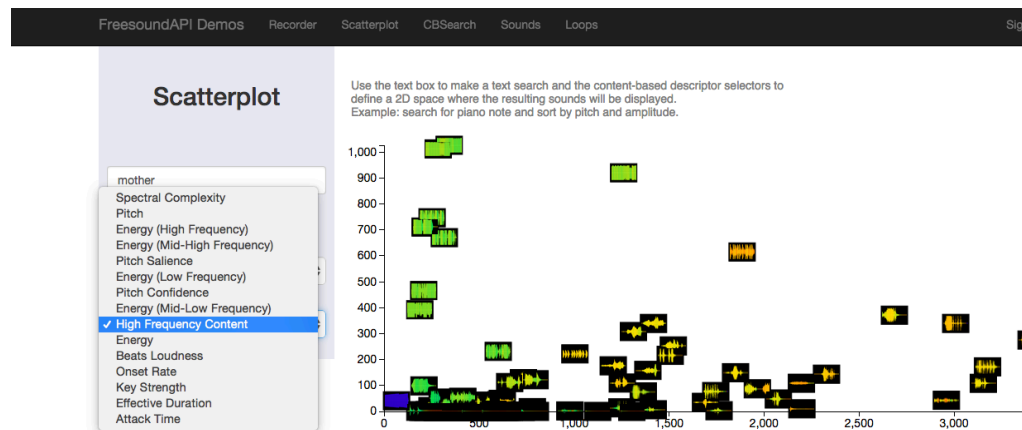 FreesoundAPI Demos Recorder Scatterplot CBSearch Sounds Loops Sig
Scatterplot
Use the text box to make a text search and the content-based descriptor selectors to
define a 2D space where the resulting sounds will be displayed.
Example: search for piano note and sort by pitch and amplitude.
mother
Spectral Complexity
Pitch
Energy (High Frequency)
Energy (Mid-High Frequency)
Pitch Salience
Energy (Low Frequency)
Pitch Confidence
Energy (Mid-Low Frequency)
✓ High Frequency Content
Energy
Beats Loudness
Onset Rate
Key Strength
Effective Duration
Attack Time
1,000
900
800
700
600
500
400
300
200
100
0
0 500 1,000 1,500 2,000 2,500 3,000